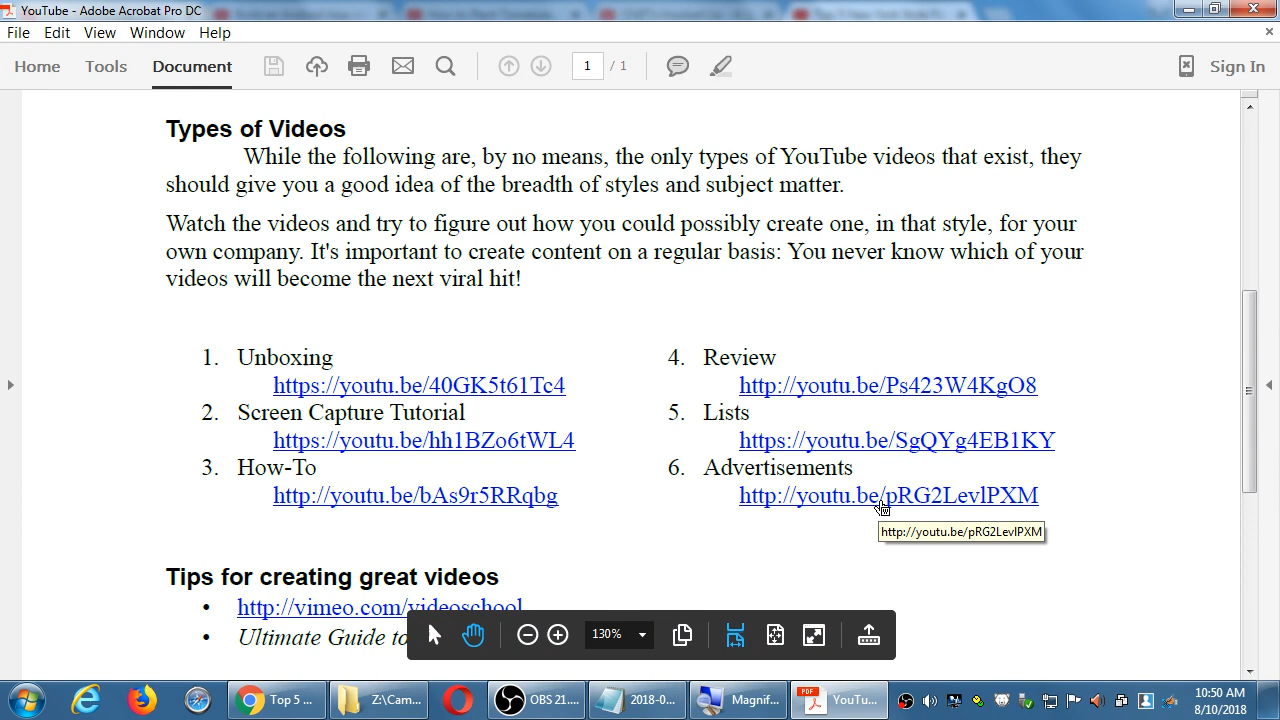 YouTube - Adobe Acrobat Pro DC
File Edit View Window Help
Home Tools Document 1 / 1 Sign In
Types of Videos
While the following are, by no means, the only types of YouTube videos that exist, they
should give you a good idea of the breadth of styles and subject matter.
Watch the videos and try to figure out how you could possibly create one, in that style, for your
own company. It's important to create content on a regular basis: You never know which of your
videos will become the next viral hit!
1. Unboxing
https://youtu.be/40GK5t61Tc4
2. Screen Capture Tutorial
https://youtu.be/hh1BZo6tWL4
3. How-To
http://youtu.be/bAs9r5RRqbg
4. Review
http://youtu.be/Ps423W4KgO8
5. Lists
https://youtu.be/SgQYg4EB1KY
6. Advertisements
http://youtu.be/pRG2LevlPXM
http://youtu.be/pRG2LevlPXM
Tips for creating great videos
• http://vimeo.com/videoschool
• Ultimate Guide to
130%
Top 5 ... Z:\Cam... OBS 21.... 2018-0... Magnif... PDF YouTu...
10:50 AM
8/10/2018